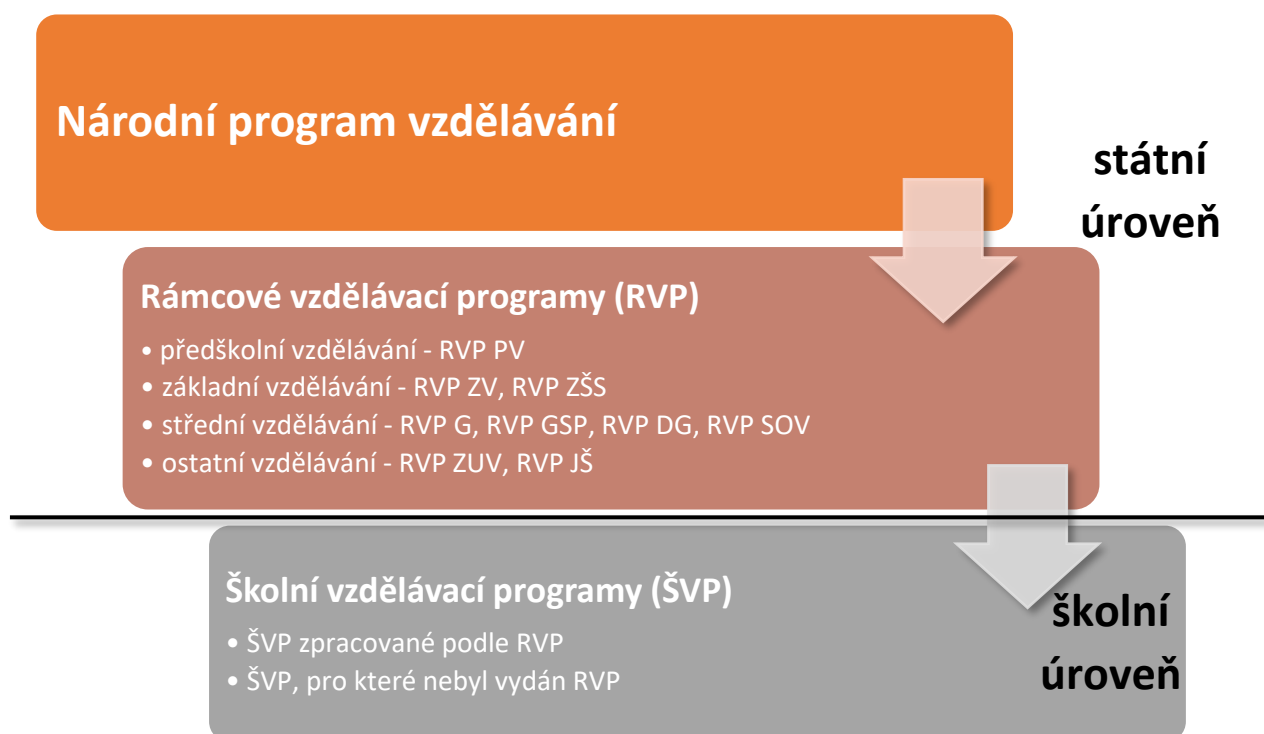 Národní program vzdělávání
státní
úroveň
Rámcové vzdělávací programy (RVP)
• předškolní vzdělávání - RVP PV
• základní vzdělávání - RVP ZV, RVP ZŠS
• střední vzdělávání - RVP G, RVP GSP, RVP DG, RVP SOV
• ostatní vzdělávání - RVP ZUV, RVP JŠ
Školní vzdělávací programy (ŠVP)
• ŠVP zpracované podle RVP
• ŠVP, pro které nebyl vydán RVP
školní
úroveň